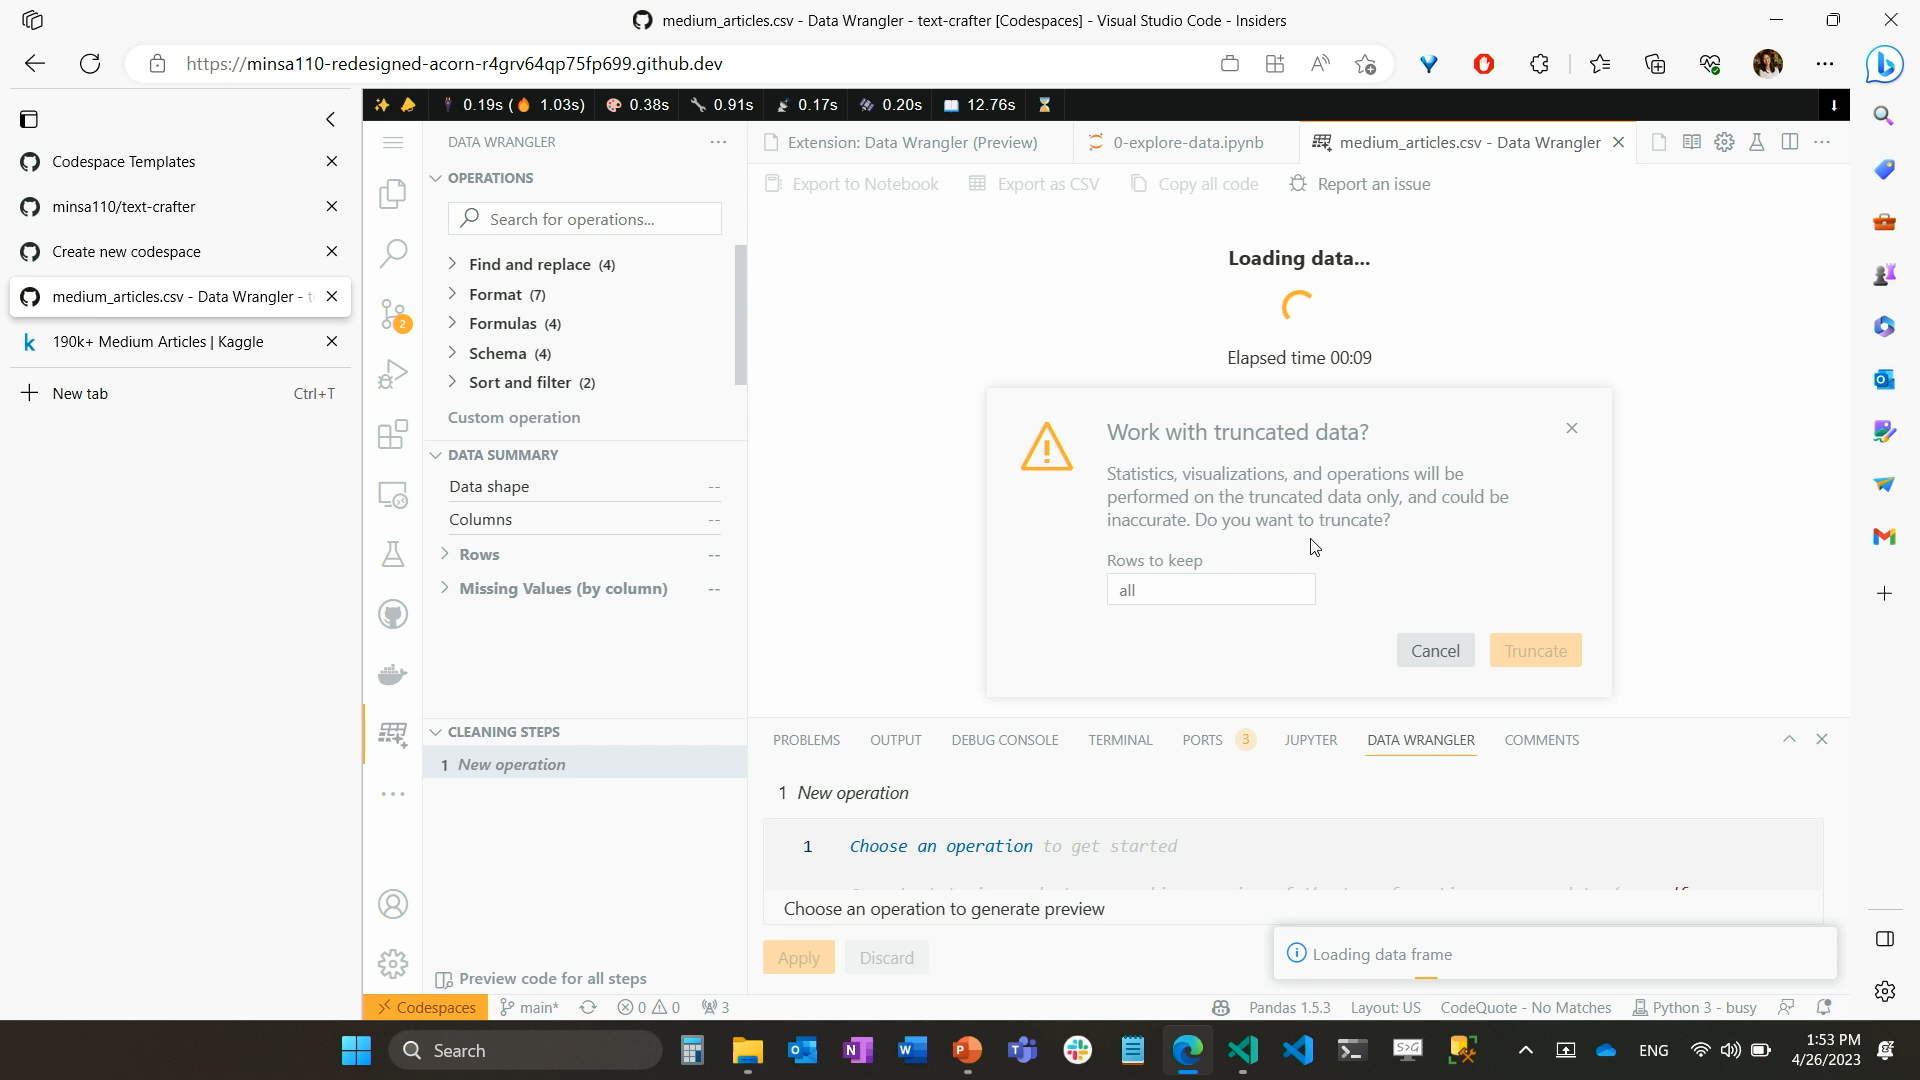 medium_articles.csv - Data Wrangler - text-crafter [Codespaces] - Visual Studio Code - Insiders
https://minsa110-redesigned-acorn-r4grv64qp75fp699.github.dev
0.19s (🔥 1.03s) 0.38s 0.91s 0.17s 0.20s 12.76s
Codespace Templates
minsa110/text-crafter
Create new codespace
medium_articles.csv - Data Wrangler -
190k+ Medium Articles | Kaggle
New tab Ctrl+T
DATA WRANGLER
OPERATIONS
Search for operations...
Find and replace (4)
Format (7)
Formulas (4)
Schema (4)
Sort and filter (2)
Custom operation
DATA SUMMARY
Data shape --
Columns --
Rows --
Missing Values (by column) --
CLEANING STEPS
1 New operation
Preview code for all steps
2
Extension: Data Wrangler (Preview) 0-explore-data.ipynb medium_articles.csv - Data Wrangler
Export to Notebook Export as CSV Copy all code Report an issue
Loading data...
Elapsed time 00:09
Work with truncated data?
Statistics, visualizations, and operations will be
performed on the truncated data only, and could be
inaccurate. Do you want to truncate?
Rows to keep
all
Cancel Truncate
PROBLEMS OUTPUT DEBUG CONSOLE TERMINAL PORTS 3 JUPYTER DATA WRANGLER COMMENTS
1 New operation
1 Choose an operation to get started
Choose an operation to generate preview
Apply Discard
Loading data frame
Codespaces main* 0 0 3 Pandas 1.5.3 Layout: US CodeQuote - No Matches Python 3 - busy
Search
ENG
1:53 PM
4/26/2023